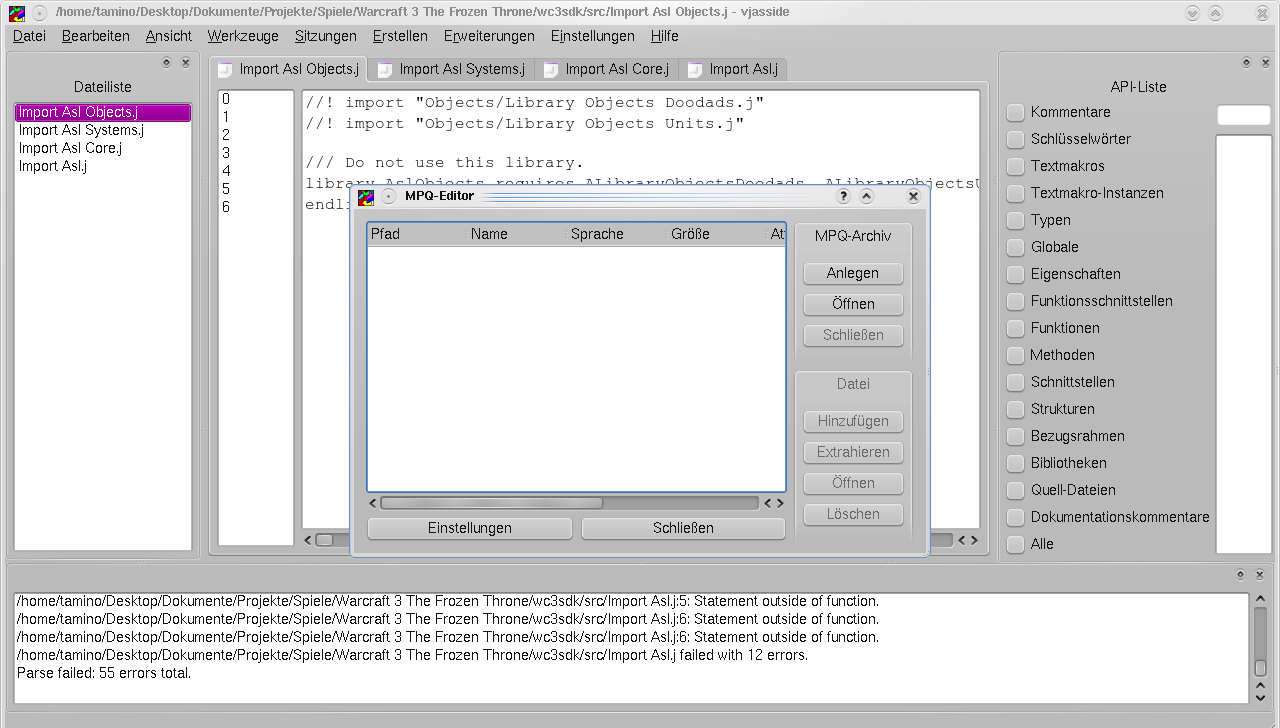 /home/tamino/Desktop/Dokumente/Projekte/Spiele/Warcraft 3 The Frozen Throne/wc3sdk/src/Import Asl Objects.j - vjasside
Datei Bearbeiten Ansicht Werkzeuge Sitzungen Erstellen Erweiterungen Einstellungen Hilfe
Dateiliste
Import Asl Objects.j
Import Asl Systems.j
Import Asl Core.j
Import Asl.j
Import Asl Objects.j Import Asl Systems.j Import Asl Core.j Import Asl.j
0
1
2
3
4
5
6
//! import "Objects/Library Objects Doodads.j"
//! import "Objects/Library Objects Units.j"
/// Do not use this library.
library AslObjects requires ALibraryObjectsDoodads, ALibraryObjectsU
endli
MPQ-Editor
Pfad Name Sprache Größe At
Einstellungen Schließen
MPQ-Archiv
Anlegen
Öffnen
Schließen
Datei
Hinzufügen
Extrahieren
Öffnen
Löschen
API-Liste
Kommentare
Schlüsselwörter
Textmakros
Textmakro-Instanzen
Typen
Globale
Eigenschaften
Funktionsschnittstellen
Funktionen
Methoden
Schnittstellen
Strukturen
Bezugsrahmen
Bibliotheken
Quell-Dateien
Dokumentationskommentare
Alle
/home/tamino/Desktop/Dokumente/Projekte/Spiele/Warcraft 3 The Frozen Throne/wc3sdk/src/Import Asl.j:5: Statement outside of function.
/home/tamino/Desktop/Dokumente/Projekte/Spiele/Warcraft 3 The Frozen Throne/wc3sdk/src/Import Asl.j:6: Statement outside of function.
/home/tamino/Desktop/Dokumente/Projekte/Spiele/Warcraft 3 The Frozen Throne/wc3sdk/src/Import Asl.j:6: Statement outside of function.
/home/tamino/Desktop/Dokumente/Projekte/Spiele/Warcraft 3 The Frozen Throne/wc3sdk/src/Import Asl.j failed with 12 errors.
Parse failed: 55 errors total.